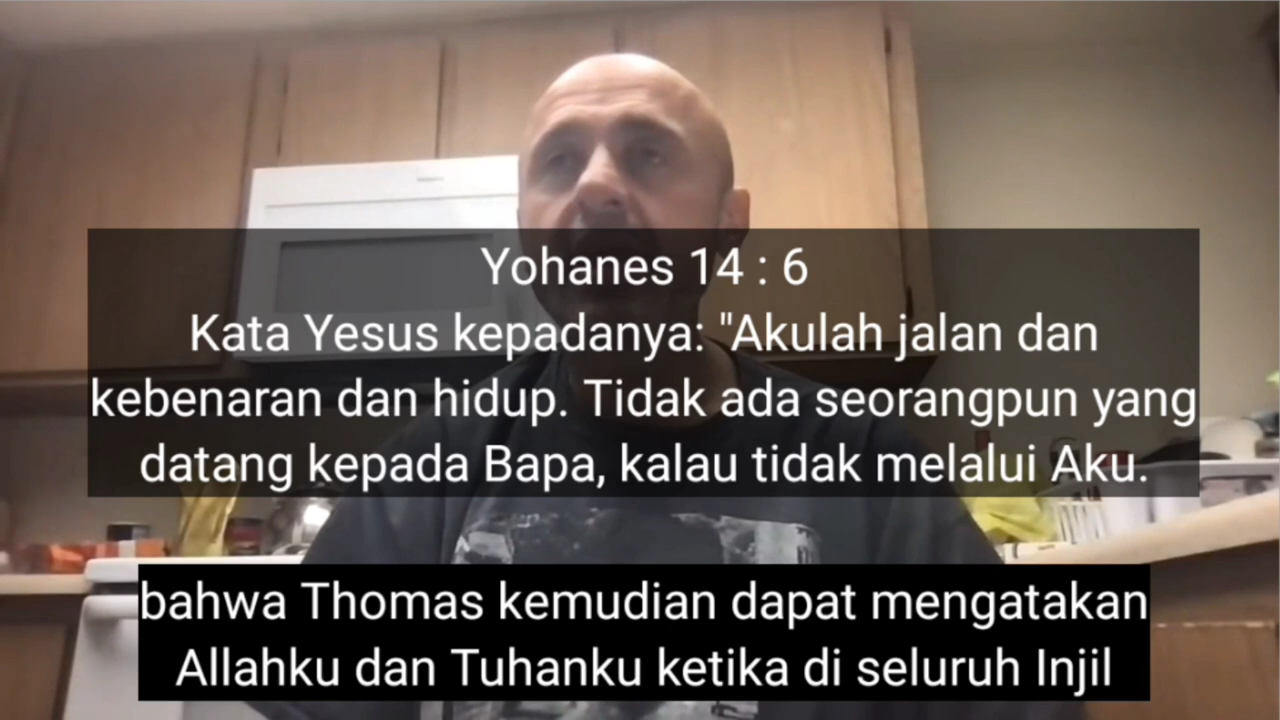 Yohanes 14 : 6
Kata Yesus kepadanya: "Akulah jalan dan
kebenaran dan hidup. Tidak ada seorangpun yang
datang kepada Bapa, kalau tidak melalui Aku.
bahwa Thomas kemudian dapat mengatakan
Allahku dan Tuhanku ketika di seluruh Injil